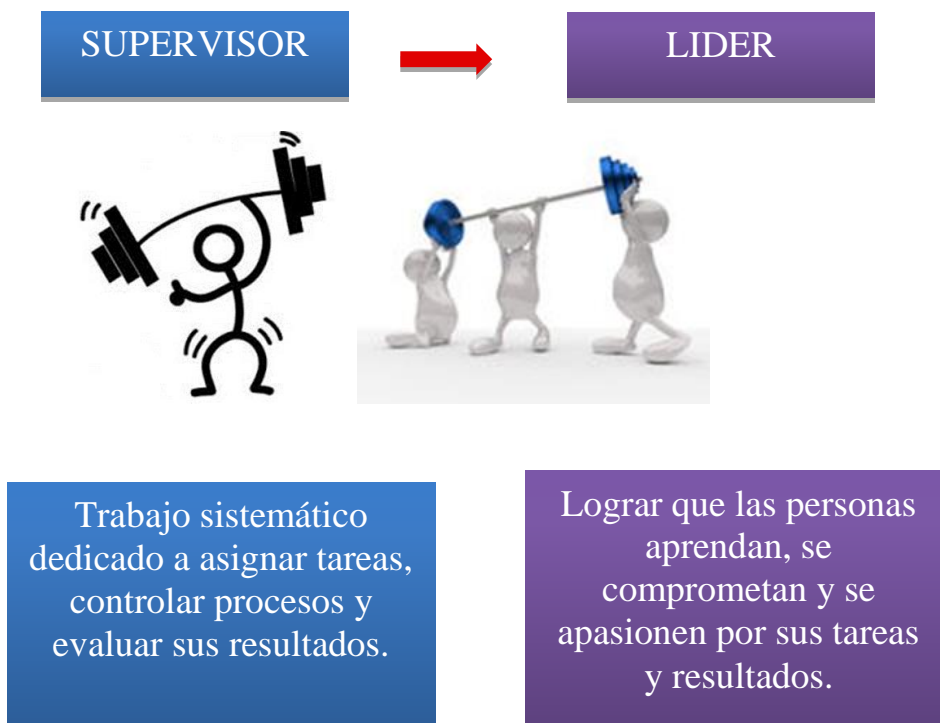 SUPERVISOR
LIDER
Trabajo sistemático
dedicado a asignar tareas,
controlar procesos y
evaluar sus resultados.
Lograr que las personas
aprendan, se
comprometan y se
apasionen por sus tareas
y resultados.